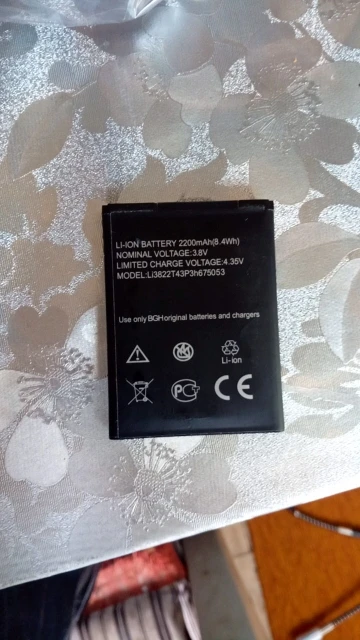 LI-ION BATTERY 2200mAh(8.4Wh)
NOMINAL VOLTAGE:3.8V
LIMITED CHARGE VOLTAGE:4.35V
MODEL:Li3822T43P3h675053
Use only BGH original batteries and chargers
Li-ion
CE